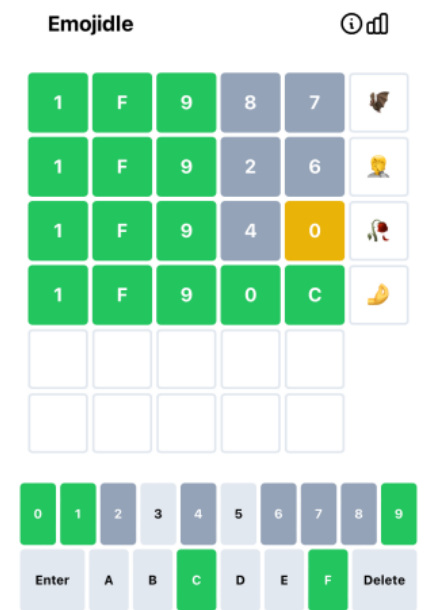 Emojidle
1 F 9 8 7 🦇
1 F 9 2 6 🤦
1 F 9 4 0 🥀
1 F 9 0 C 🤌
0 1 2 3 4 5 6 7 8 9
Enter A B C D E F Delete